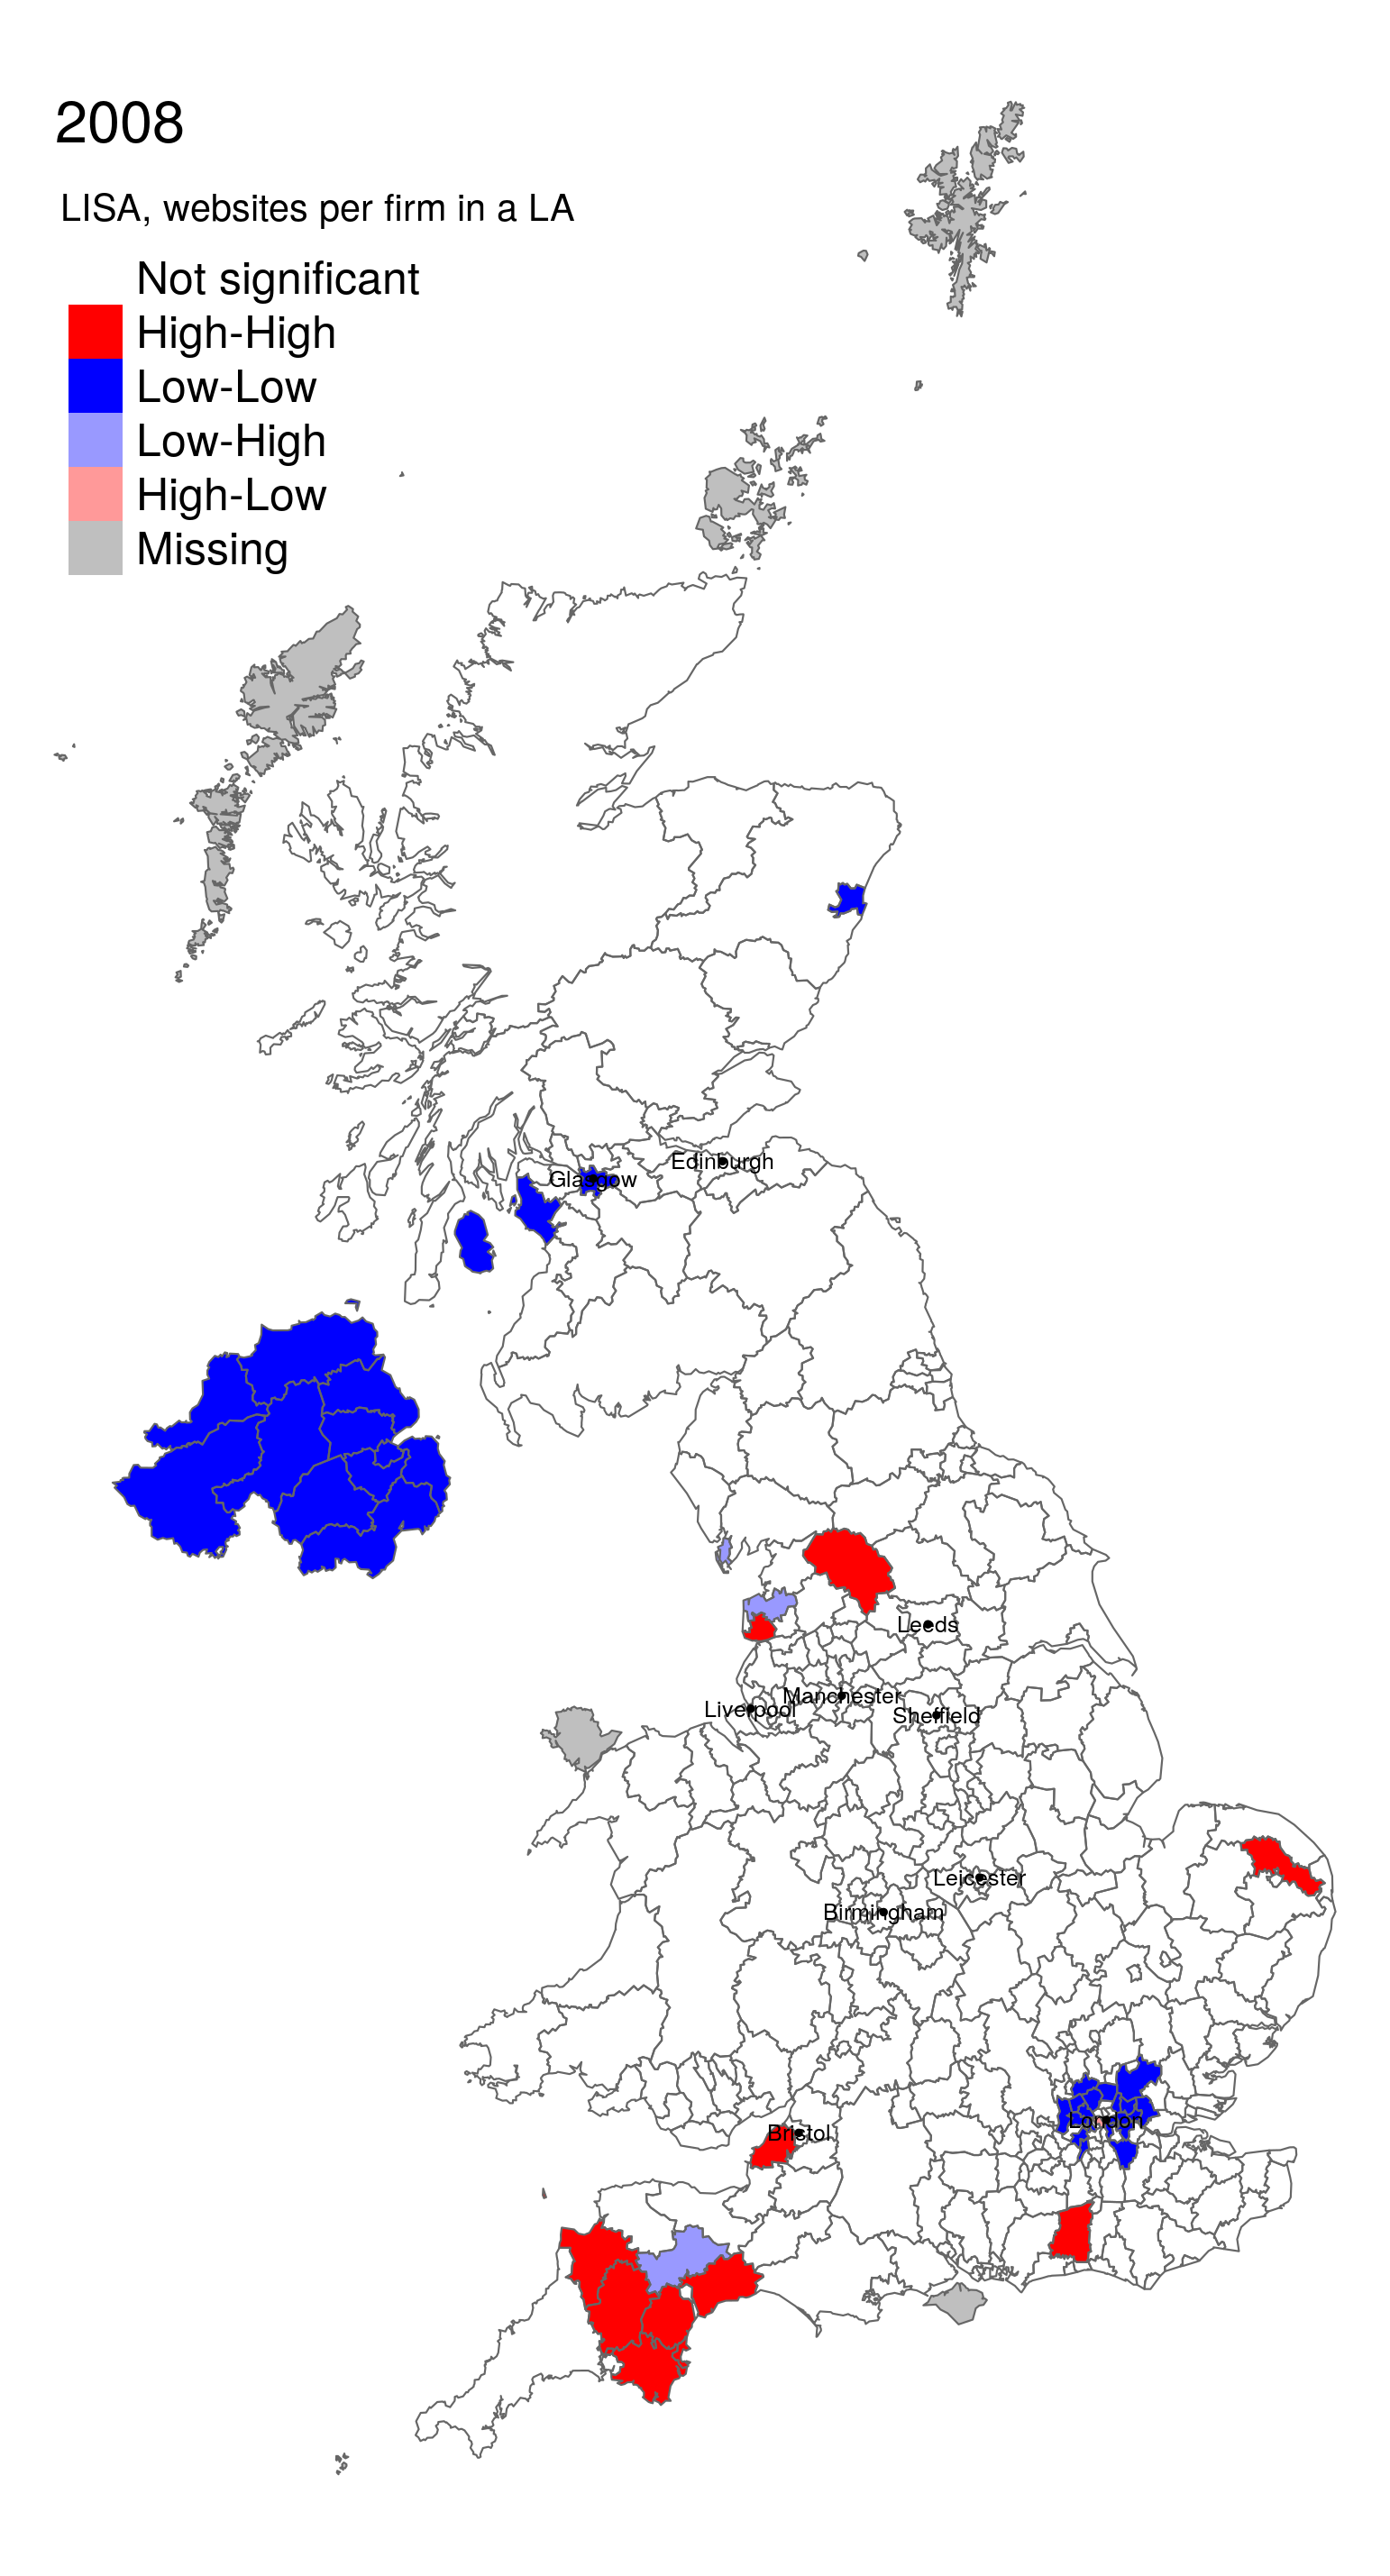 2008
LISA, websites per firm in a LA
Not significant
High-High
Low-Low
Low-High
High-Low
Missing
Edinburgh
Glasgow
Leeds
Manchester
Liverpool
Sheffield
Leicester
Birmingham
London
Bristol